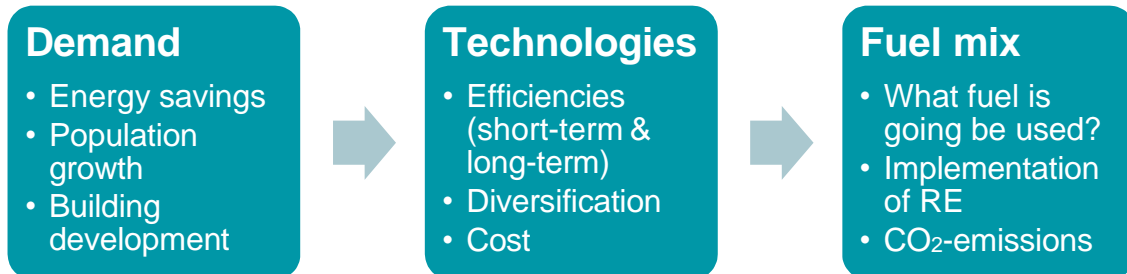 Demand
• Energy savings
• Population
growth
• Building
development
Technologies
• Efficiencies
(short-term &
long-term)
• Diversification
• Cost
Fuel mix
• What fuel is
going be used?
• Implementation
of RE
• CO₂-emissions